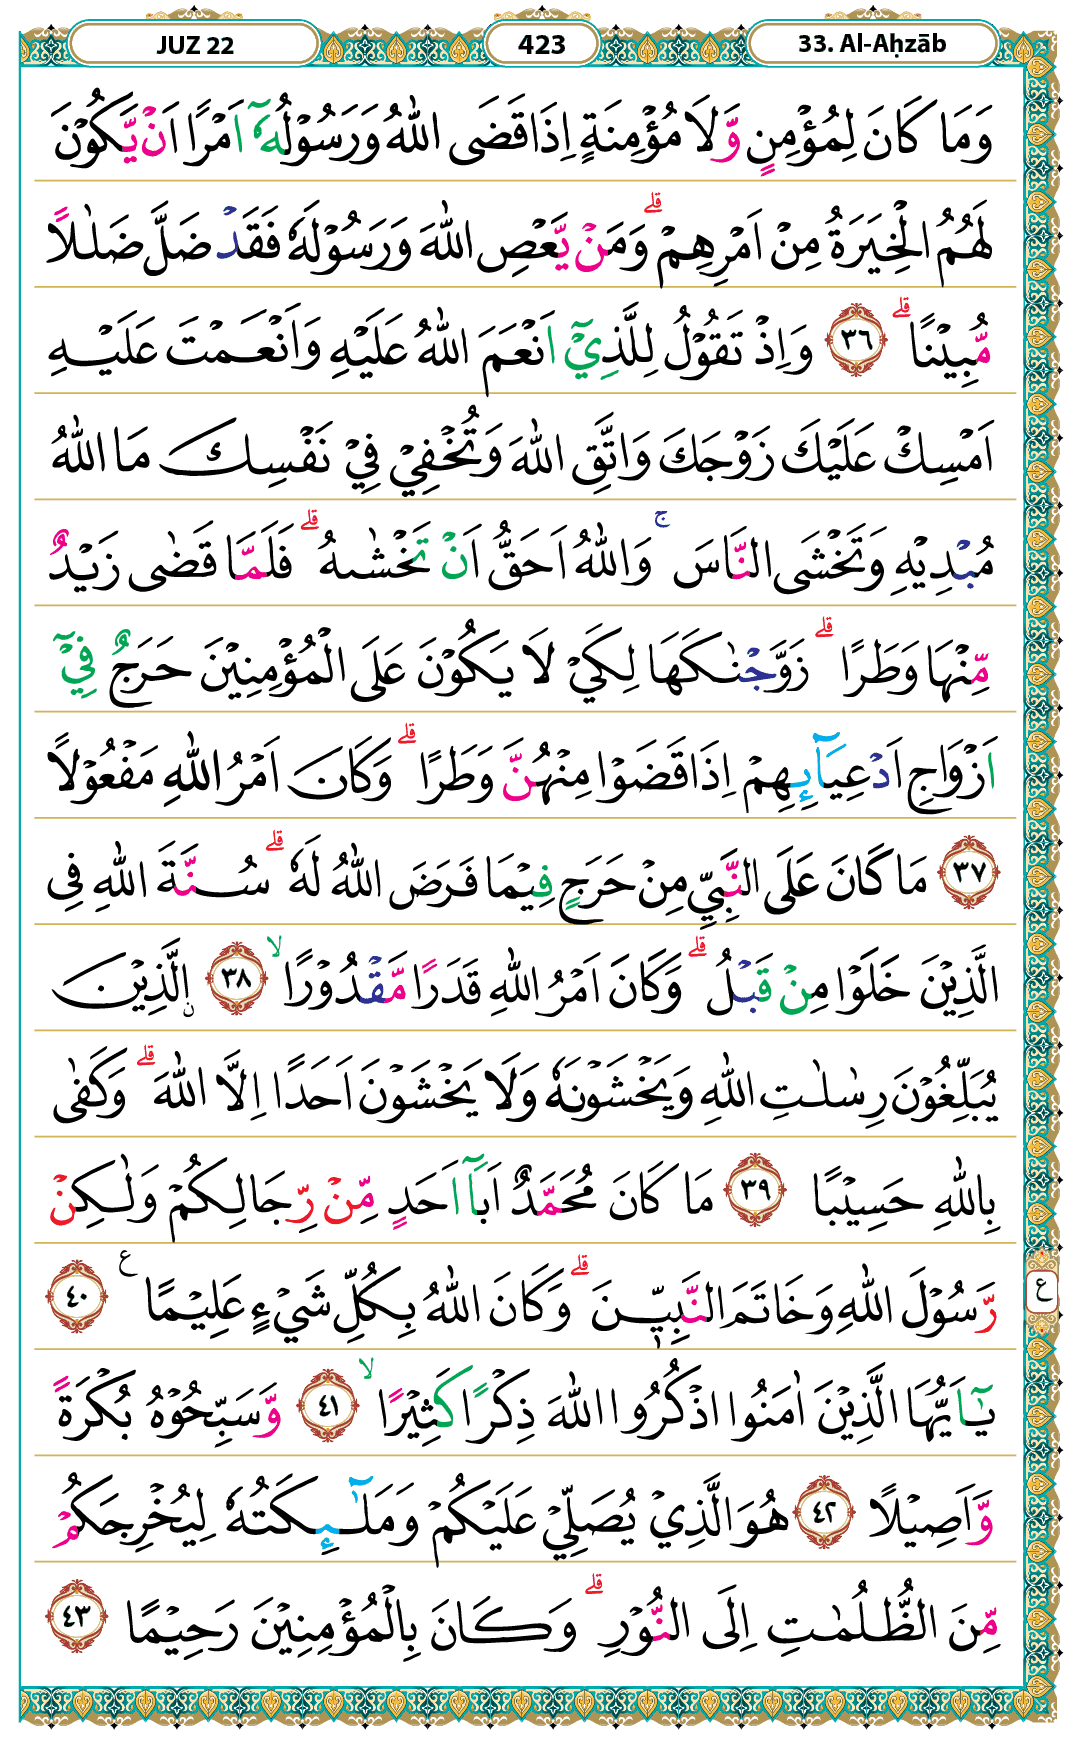 JUZ 22 423 33. Al-Aḥzāb
وَمَا كَانَ لِمُؤْمِنٍ وَّلَا مُؤْمِنَةٍ اِذَا قَضَى اللّٰهُ وَرَسُوْلُهٗٓ اَمْرًا اَنْ يَّكُوْنَ
لَهُمُ الْخِيَرَةُ مِنْ اَمْرِهِمْ ۗوَمَنْ يَّعْصِ اللّٰهَ وَرَسُوْلَهٗ فَقَدْ ضَلَّ ضَلٰلًا
مُّبِيْنًاۗ ٣٦ وَاِذْ تَقُوْلُ لِلَّذِيْٓ اَنْعَمَ اللّٰهُ عَلَيْهِ وَاَنْعَمْتَ عَلَيْهِ
اَمْسِكْ عَلَيْكَ زَوْجَكَ وَاتَّقِ اللّٰهَ وَتُخْفِيْ فِيْ نَفْسِكَ مَا اللّٰهُ
مُبْدِيْهِ وَتَخْشَى النَّاسَۚ وَاللّٰهُ اَحَقُّ اَنْ تَخْشٰىهُ ۗ فَلَمَّا قَضٰى زَيْدٌ
مِّنْهَا وَطَرًاۗ زَوَّجْنٰكَهَا لِكَيْ لَا يَكُوْنَ عَلَى الْمُؤْمِنِيْنَ حَرَجٌ فِيْٓ
اَزْوَاجِ اَدْعِيَاۤىِٕهِمْ اِذَا قَضَوْا مِنْهُنَّ وَطَرًاۗ وَكَانَ اَمْرُ اللّٰهِ مَفْعُوْلًا
٣٧ مَا كَانَ عَلَى النَّبِيِّ مِنْ حَرَجٍ فِيْمَا فَرَضَ اللّٰهُ لَهٗ ۗسُنَّةَ اللّٰهِ فِى
الَّذِيْنَ خَلَوْا مِنْ قَبْلُ ۗوَكَانَ اَمْرُ اللّٰهِ قَدَرًا مَّقْدُوْرًاۙ ٣٨ ۨالَّذِيْنَ
يُبَلِّغُوْنَ رِسٰلٰتِ اللّٰهِ وَيَخْشَوْنَهٗ وَلَا يَخْشَوْنَ اَحَدًا اِلَّا اللّٰهَ ۗوَكَفٰى
بِاللّٰهِ حَسِيْبًا ٣٩ مَا كَانَ مُحَمَّدٌ اَبَآ اَحَدٍ مِّنْ رِّجَالِكُمْ وَلٰكِنْ
رَّسُوْلَ اللّٰهِ وَخَاتَمَ النَّبِيّٖنَۗ وَكَانَ اللّٰهُ بِكُلِّ شَيْءٍ عَلِيْمًا ࣖ ٤٠
ع
يٰٓاَيُّهَا الَّذِيْنَ اٰمَنُوا اذْكُرُوا اللّٰهَ ذِكْرًا كَثِيْرًاۙ ٤١ وَّسَبِّحُوْهُ بُكْرَةً
وَّاَصِيْلًا ٤٢ هُوَ الَّذِيْ يُصَلِّيْ عَلَيْكُمْ وَمَلٰۤىِٕكَتُهٗ لِيُخْرِجَكُمْ
مِّنَ الظُّلُمٰتِ اِلَى النُّوْرِۗ وَكَانَ بِالْمُؤْمِنِيْنَ رَحِيْمًا ٤٣